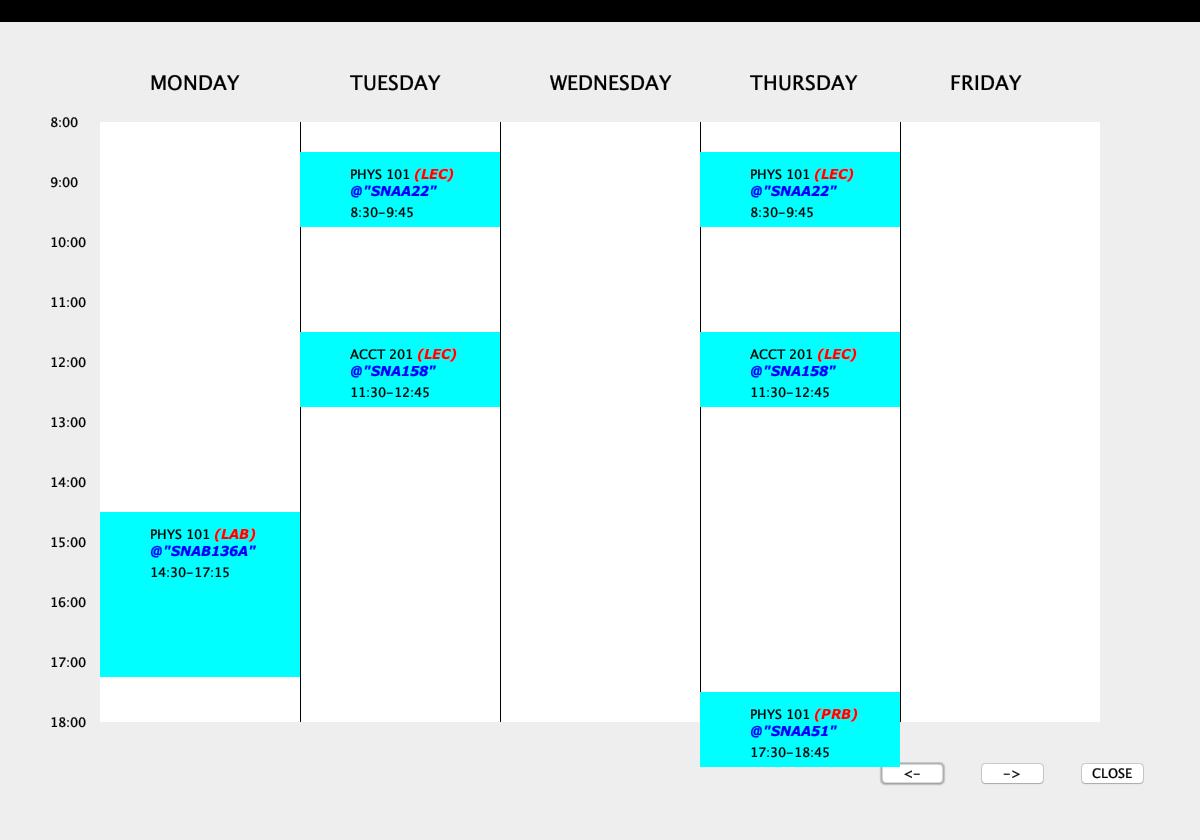 MONDAY TUESDAY WEDNESDAY THURSDAY FRIDAY
8:00
PHYS 101 (LEC)
@"SNAA22"
8:30-9:45
PHYS 101 (LEC)
@"SNAA22"
8:30-9:45
9:00
10:00
11:00
ACCT 201 (LEC)
@"SNA158"
11:30-12:45
ACCT 201 (LEC)
@"SNA158"
11:30-12:45
12:00
13:00
14:00
PHYS 101 (LAB)
@"SNAB136A"
14:30-17:15
15:00
16:00
17:00
PHYS 101 (PRB)
@"SNAA51"
17:30-18:45
18:00
<- -> CLOSE